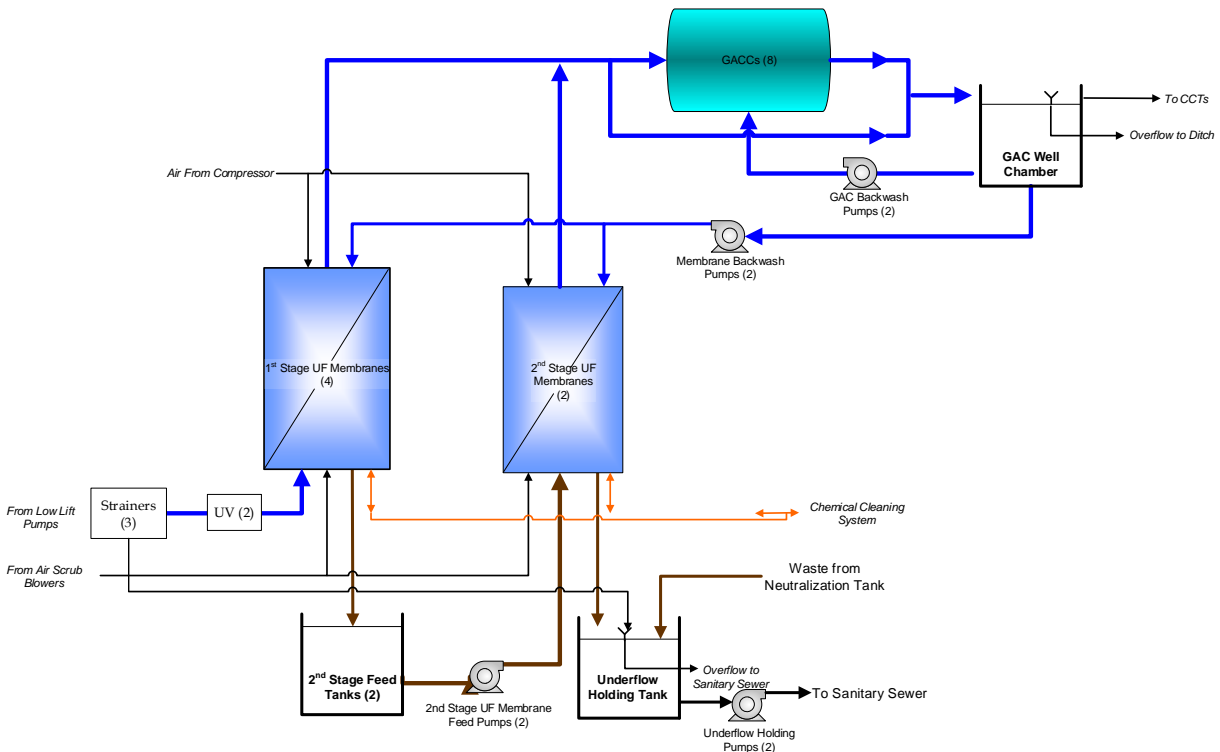 GACCs (8)
To CCTs
Overflow to Ditch
GAC Well
Chamber
Air From Compressor
GAC Backwash
Pumps (2)
Membrane Backwash
Pumps (2)
1st Stage UF Membranes
(4)
2nd Stage UF
Membranes
(2)
From Low Lift
Pumps
Strainers
(3)
UV (2)
Chemical Cleaning
System
From Air Scrub
Blowers
Waste from
Neutralization Tank
2nd Stage Feed
Tanks (2)
2nd Stage UF Membrane
Feed Pumps (2)
Underflow
Holding Tank
Overflow to
Sanitary Sewer
To Sanitary Sewer
Underflow Holding
Pumps (2)